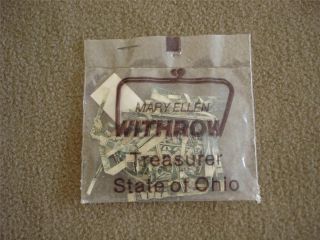 MARY ELLEN
WITHROW
Treasurer
State of Ohio